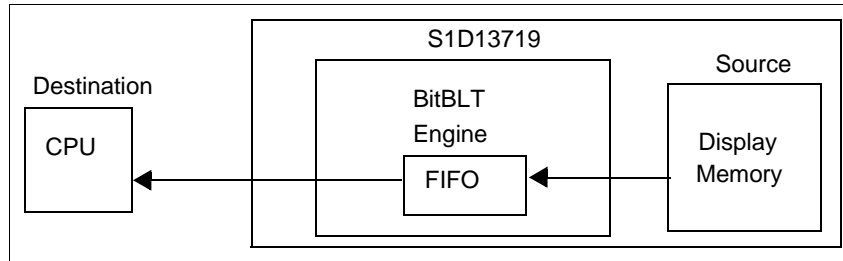 S1D13719
Source
Destination
BitBLT
Engine
CPU
FIFO
Display
Memory